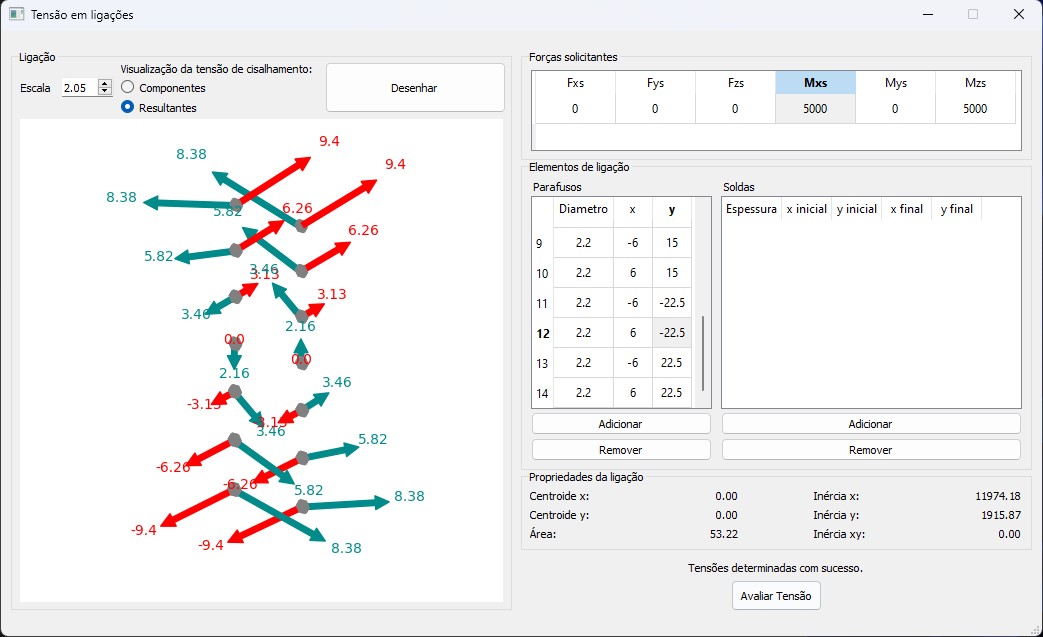 Tensão em ligações
Ligação
Escala
2.05
Visualização da tensão de cisalhamento:
Componentes
Resultantes
Desenhar
9.4
8.38
9.4
8.38
5.82
6.26
6.26
5.82
3.46
3.13
3.13
3.46
2.16
0.0
0.0
2.16
3.46
-3.13
-3.13
3.46
5.82
-6.26
-6.26
5.82
8.38
-9.4
-9.4
8.38
Forças solicitantes
Fxs Fys Fzs Mxs Mys Mzs
0 0 0 5000 0 5000
Elementos de ligação
Parafusos
Diametro x y
9 2.2 -6 15
10 2.2 6 15
11 2.2 -6 -22.5
12 2.2 6 -22.5
13 2.2 -6 22.5
14 2.2 6 22.5
Adicionar
Remover
Soldas
Espessura x inicial y inicial x final y final
Adicionar
Remover
Propriedades da ligação
Centroide x: 0.00 Inércia x: 11974.18
Centroide y: 0.00 Inércia y: 1915.87
Área: 53.22 Inércia xy: 0.00
Tensões determinadas com sucesso.
Avaliar Tensão